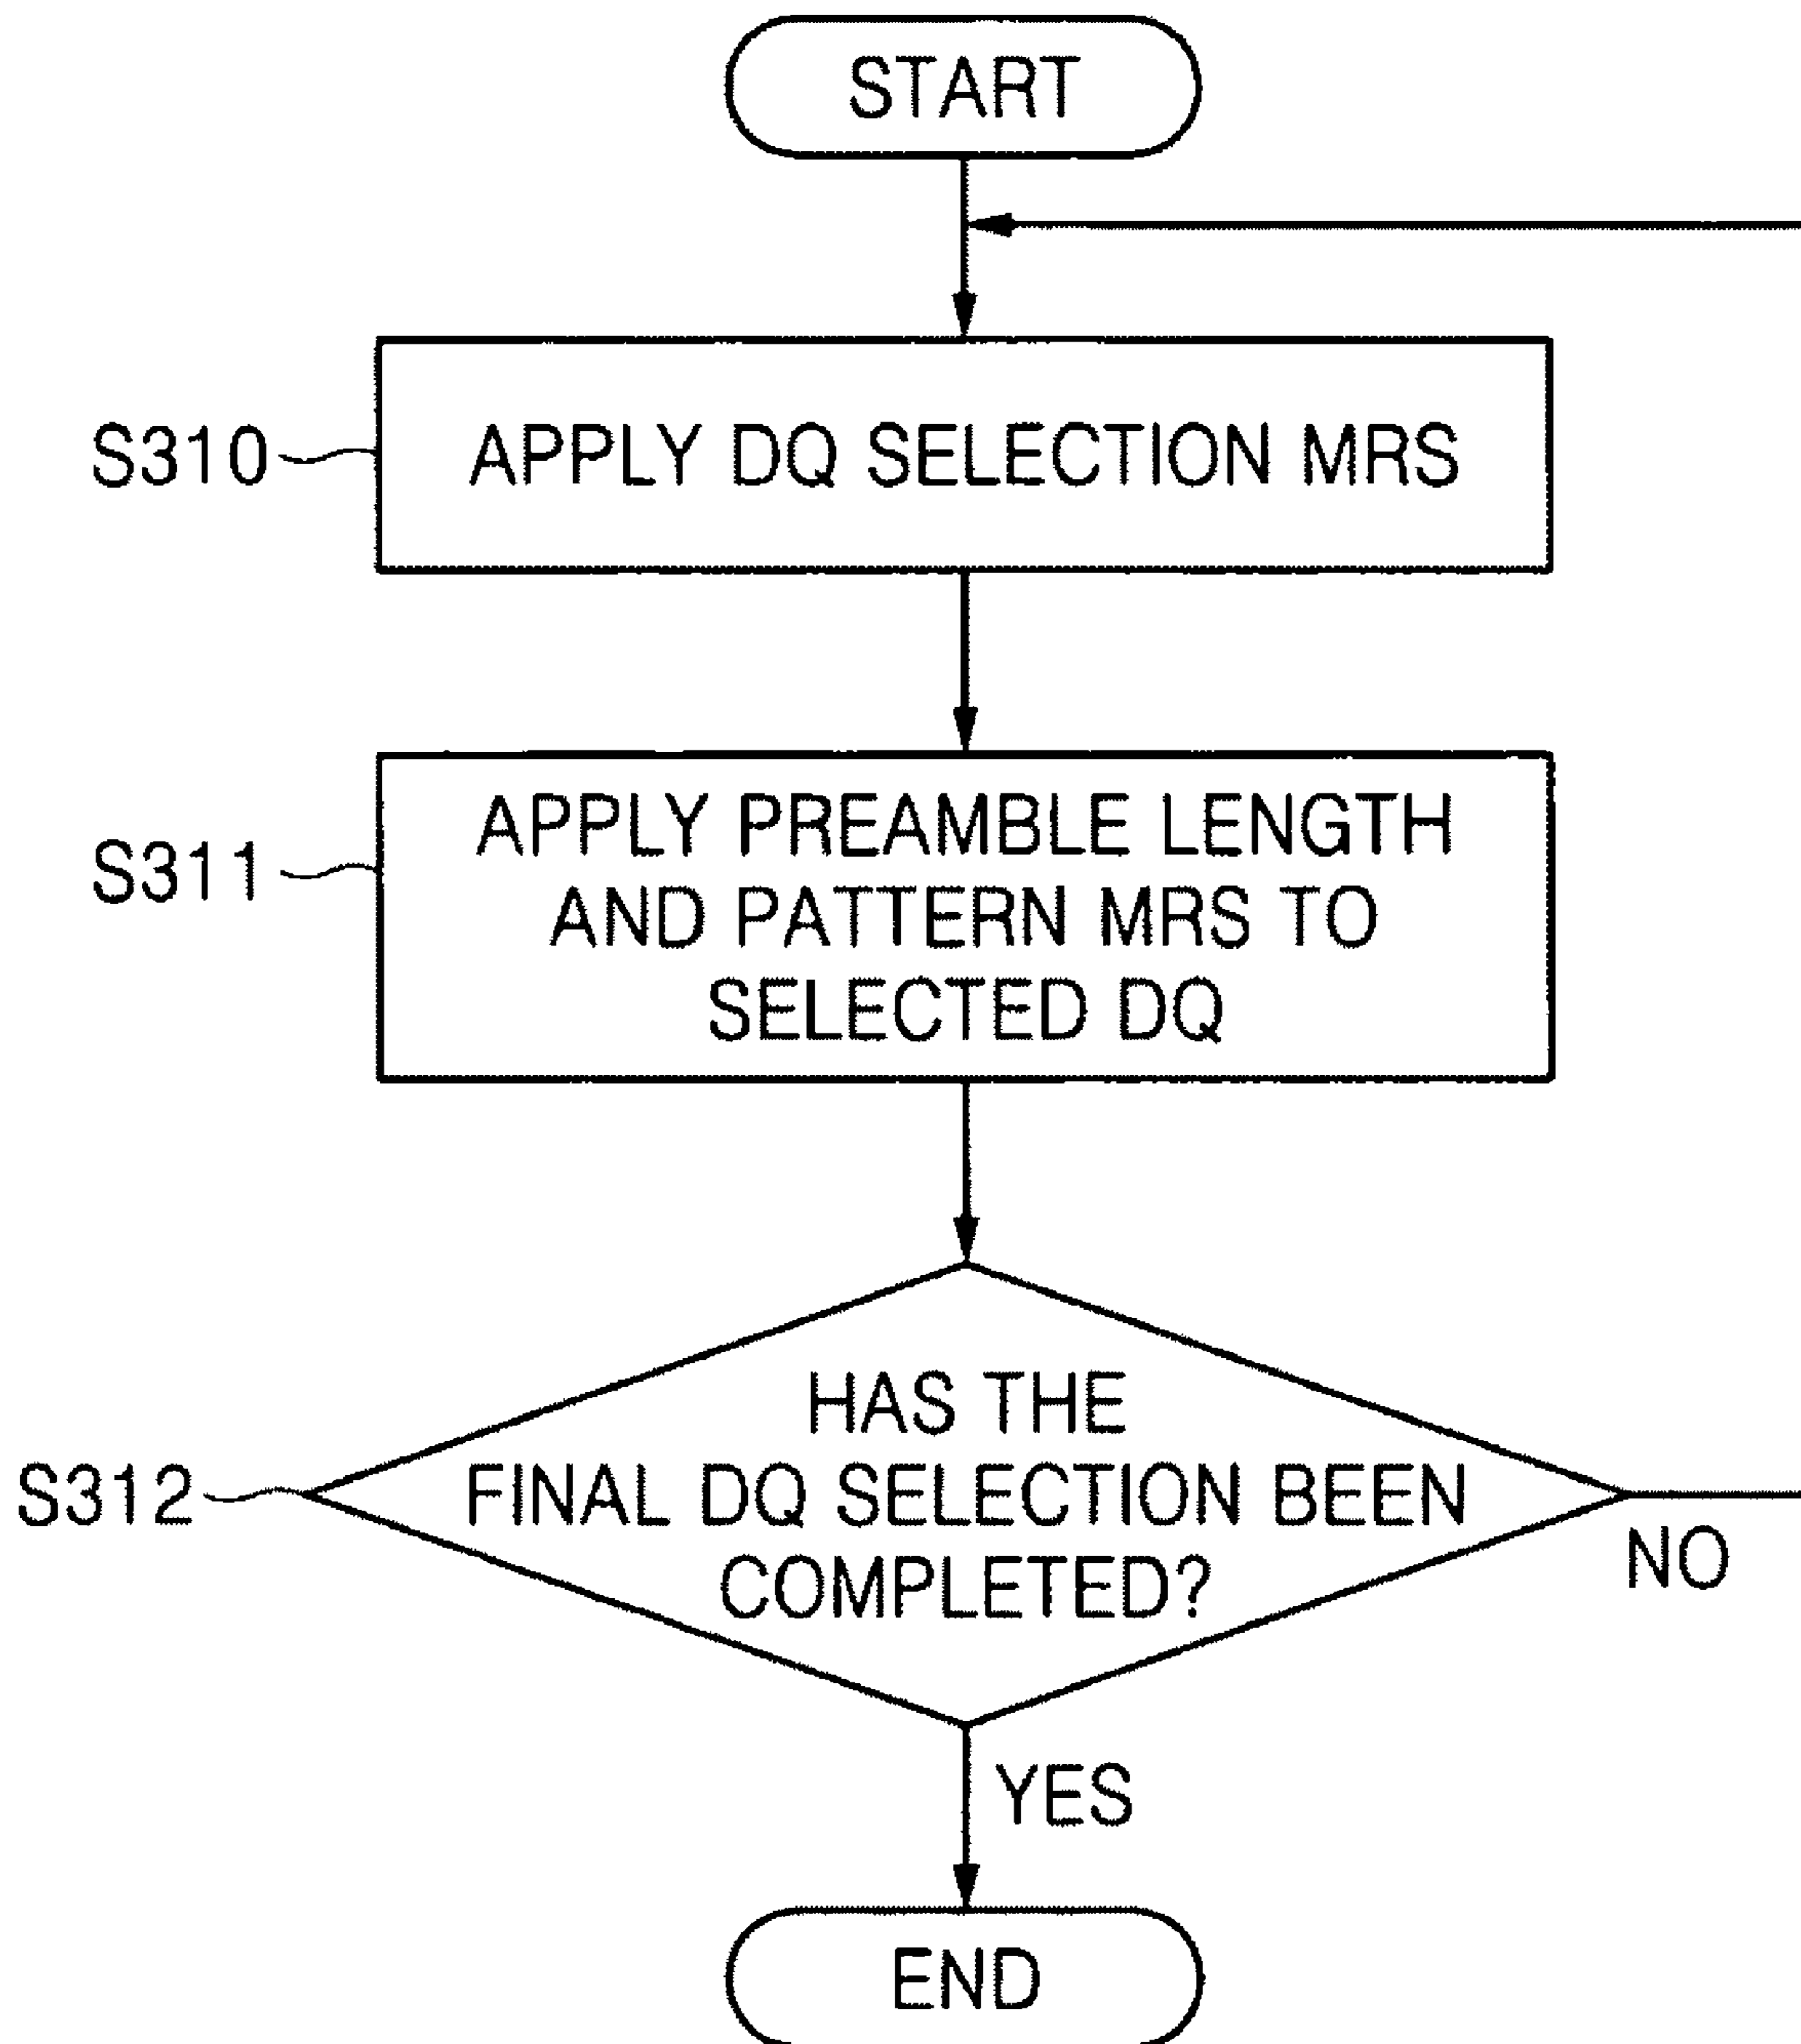 START
S310
APPLY DQ SELECTION MRS
S311
APPLY PREAMBLE LENGTH
AND PATTERN MRS TO
SELECTED DQ
S312
HAS THE
FINAL DQ SELECTION BEEN
COMPLETED?
NO
YES
END